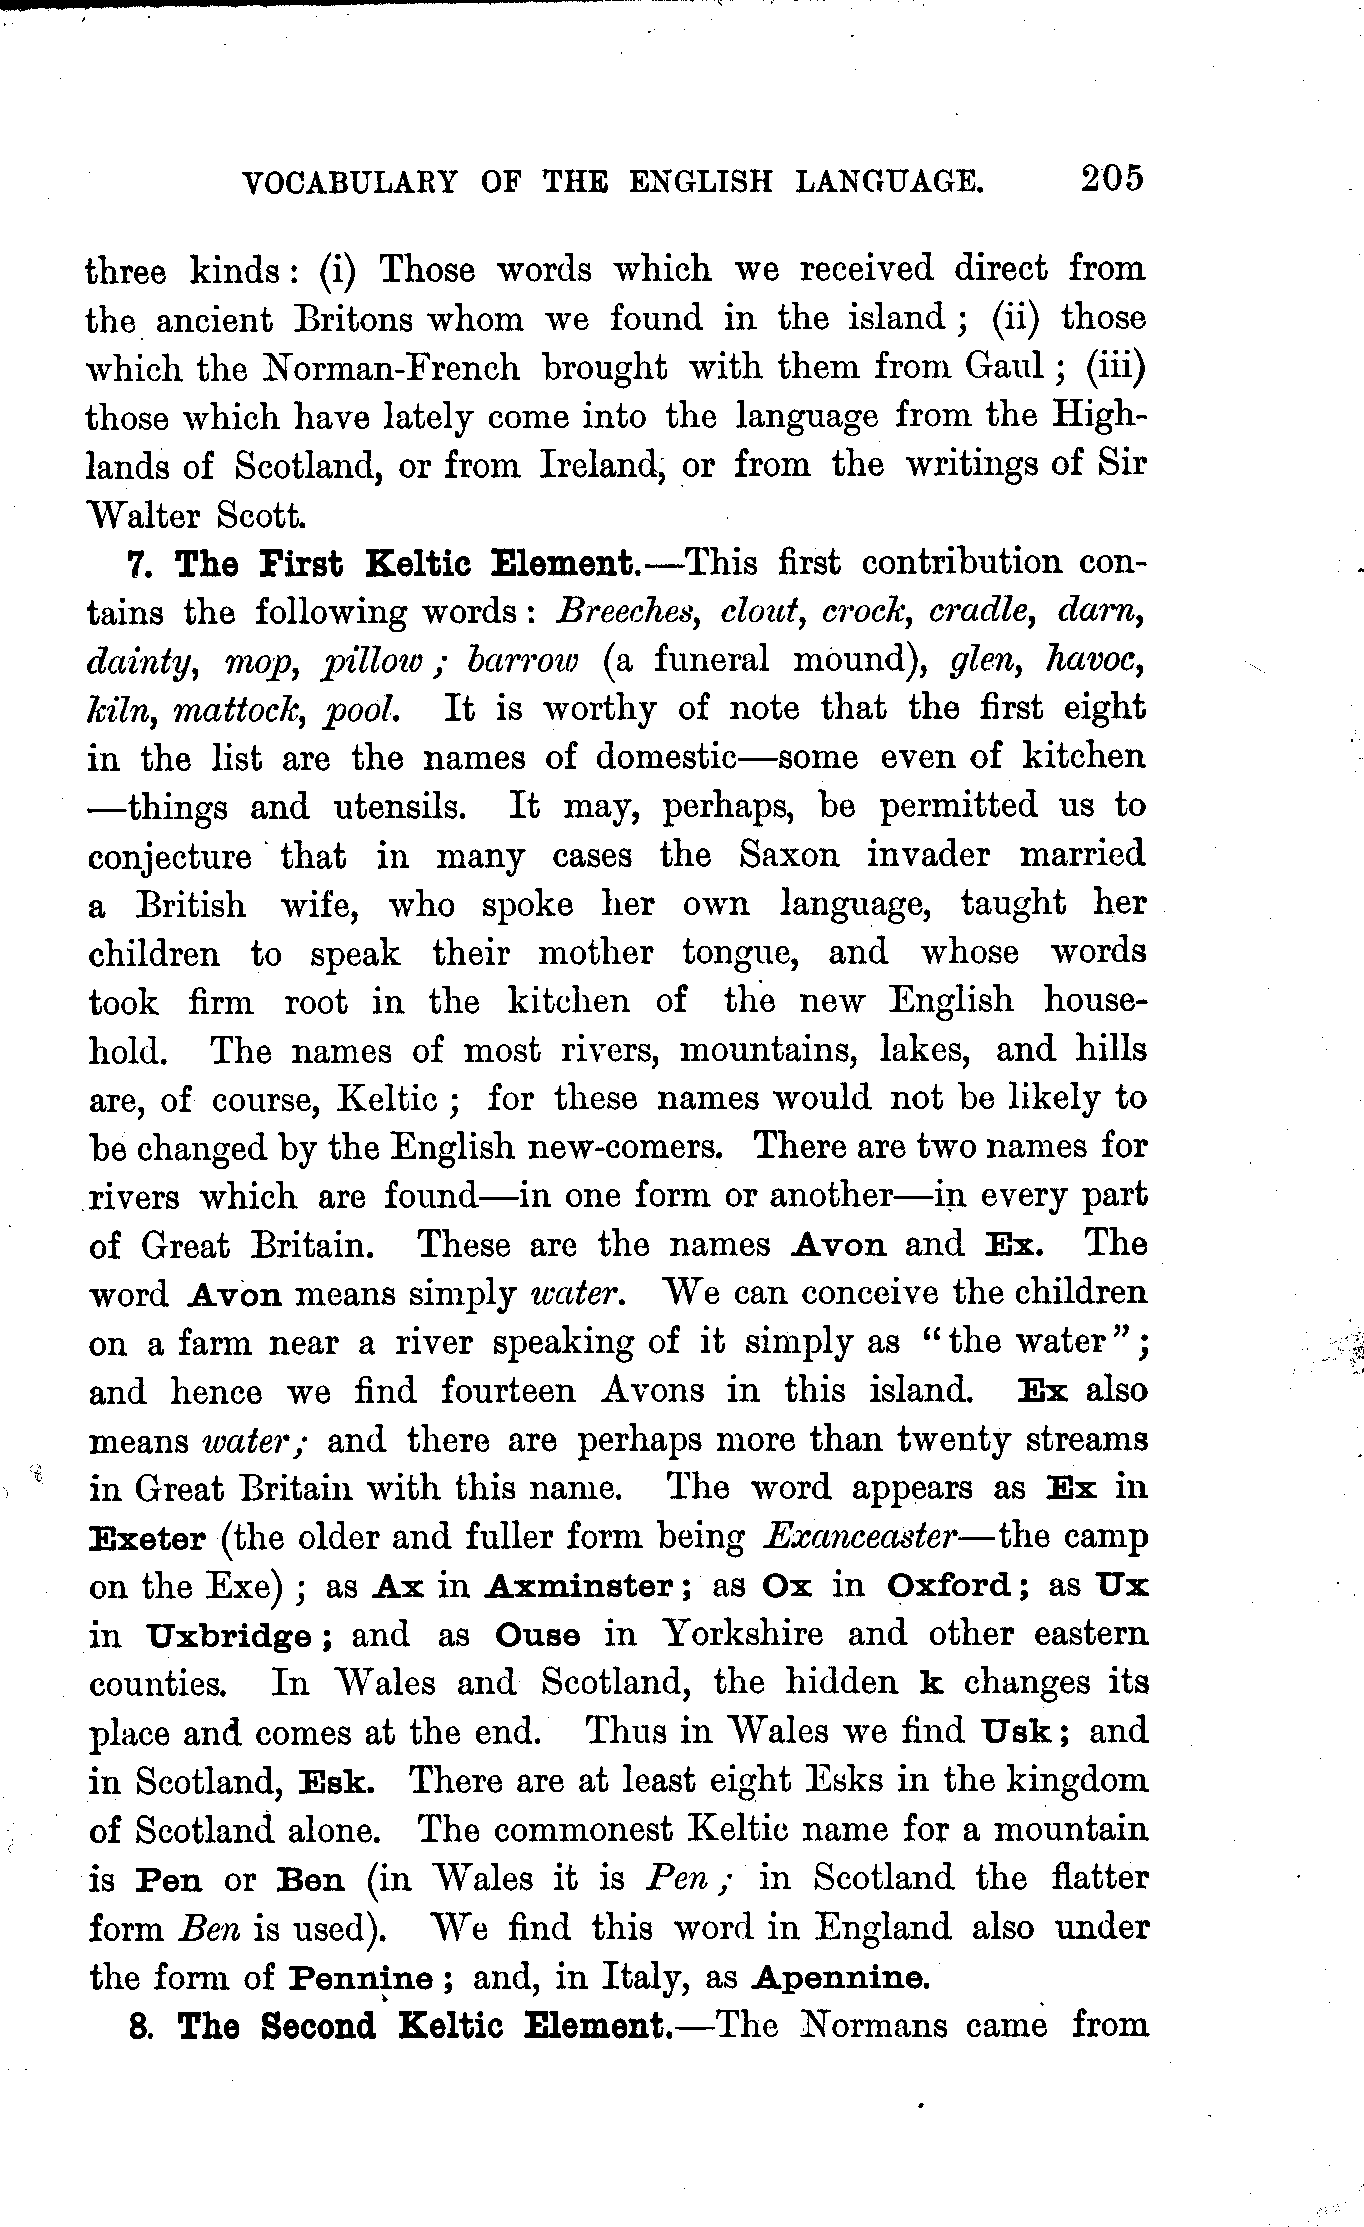 VOCABULARY OF THE ENGLISH LANGUAGE. 205
three kinds: (i) Those words which we received direct from
the ancient Britons whom we found in the island; (ii) those
which the Norman-French brought with them from Gaul; (iii)
those which have lately come into the language from the High-
lands of Scotland, or from Ireland, or from the writings of Sir
Walter Scott.
7. The First Keltic Element.—This first contribution con-
tains the following words: Breeches, clout, crock, cradle, darn,
dainty, mop, pillow; barrow (a funeral mound), glen, havoc,
kiln, mattock, pool. It is worthy of note that the first eight
in the list are the names of domestic—some even of kitchen
—things and utensils. It may, perhaps, be permitted us to
conjecture that in many cases the Saxon invader married
a British wife, who spoke her own language, taught her
children to speak their mother tongue, and whose words
took firm root in the kitchen of the new English house-
hold. The names of most rivers, mountains, lakes, and hills
are, of course, Keltic; for these names would not be likely to
be changed by the English new-comers. There are two names for
rivers which are found—in one form or another—in every part
of Great Britain. These are the names Avon and Ex. The
word Avon means simply water. We can conceive the children
on a farm near a river speaking of it simply as "the water";
and hence we find fourteen Avons in this island. Ex also
means water; and there are perhaps more than twenty streams
in Great Britain with this name. The word appears as Ex in
Exeter (the older and fuller form being Exanceaster—the camp
on the Exe); as Ax in Axminster; as Ox in Oxford; as Ux
in Uxbridge; and as Ouse in Yorkshire and other eastern
counties. In Wales and Scotland, the hidden k changes its
place and comes at the end. Thus in Wales we find Usk; and
in Scotland, Esk. There are at least eight Esks in the kingdom
of Scotland alone. The commonest Keltic name for a mountain
is Pen or Ben (in Wales it is Pen; in Scotland the flatter
form Ben is used). We find this word in England also under
the form of Pennine; and, in Italy, as Apennine.
8. The Second Keltic Element.—The Normans came from